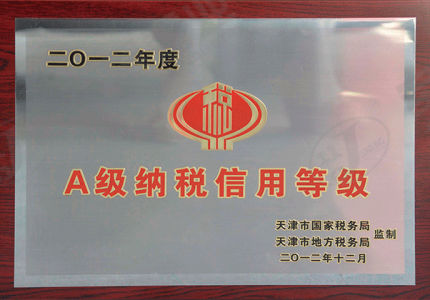 二〇一二年度
税
A级纳税信用等级
天津市国家税务局
天津市地方税务局
监制
二〇一二年十二月